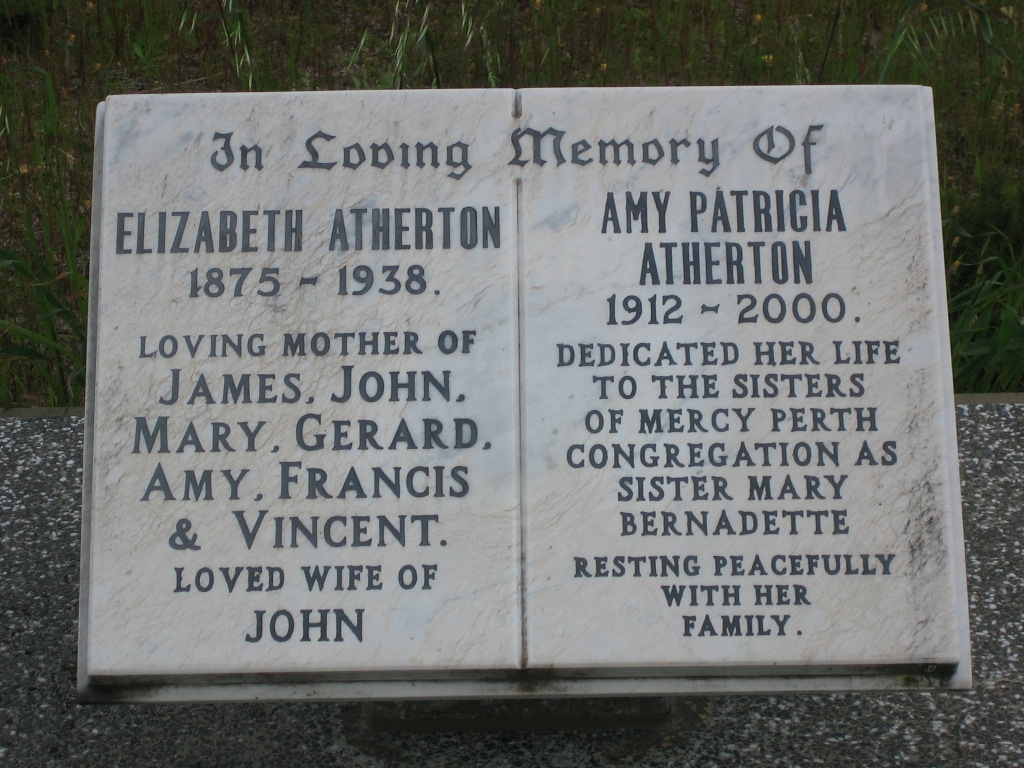 In Loving Memory Of
ELIZABETH ATHERTON
1875 - 1938.
LOVING MOTHER OF
JAMES, JOHN,
MARY, GERARD,
AMY, FRANCIS
& VINCENT.
LOVED WIFE OF
JOHN
AMY PATRICIA
ATHERTON
1912 - 2000.
DEDICATED HER LIFE
TO THE SISTERS
OF MERCY PERTH
CONGREGATION AS
SISTER MARY
BERNADETTE
RESTING PEACEFULLY
WITH HER
FAMILY.